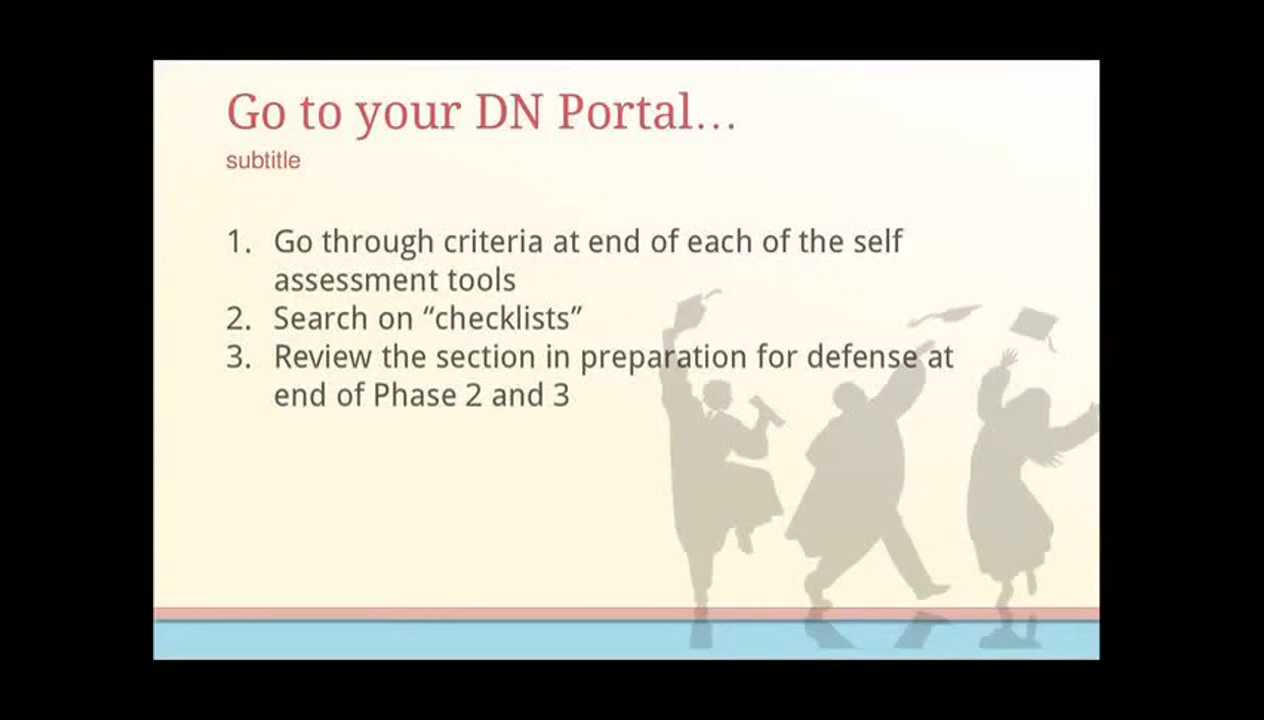 Go to your DN Portal…
subtitle
1. Go through criteria at end of each of the self
assessment tools
2. Search on “checklists”
3. Review the section in preparation for defense at
end of Phase 2 and 3